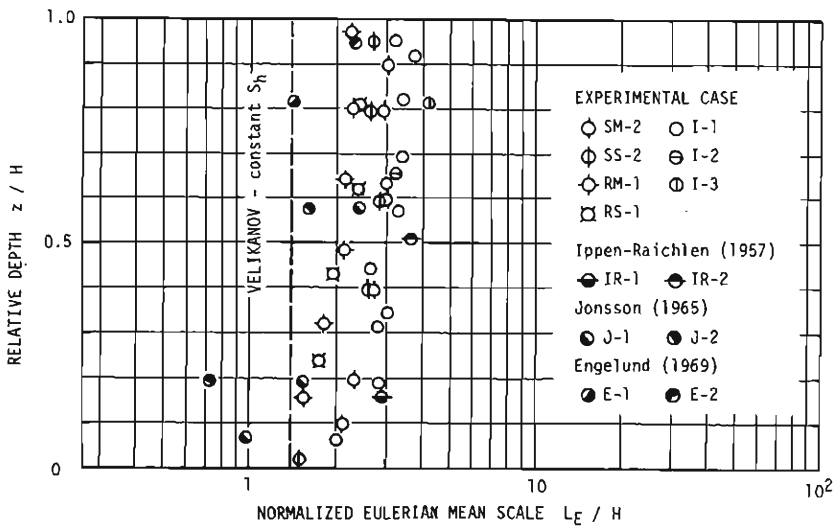 1.0
0.5
0
RELATIVE DEPTH z / H
VELIKANOV - constant Sh
EXPERIMENTAL CASE
SM-2 I-1
SS-2 I-2
RM-1 I-3
RS-1
Ippen-Raichlen (1957)
IR-1 IR-2
Jonsson (1965)
J-1 J-2
Engelund (1969)
E-1 E-2
1 10 10²
NORMALIZED EULERIAN MEAN SCALE LE / H